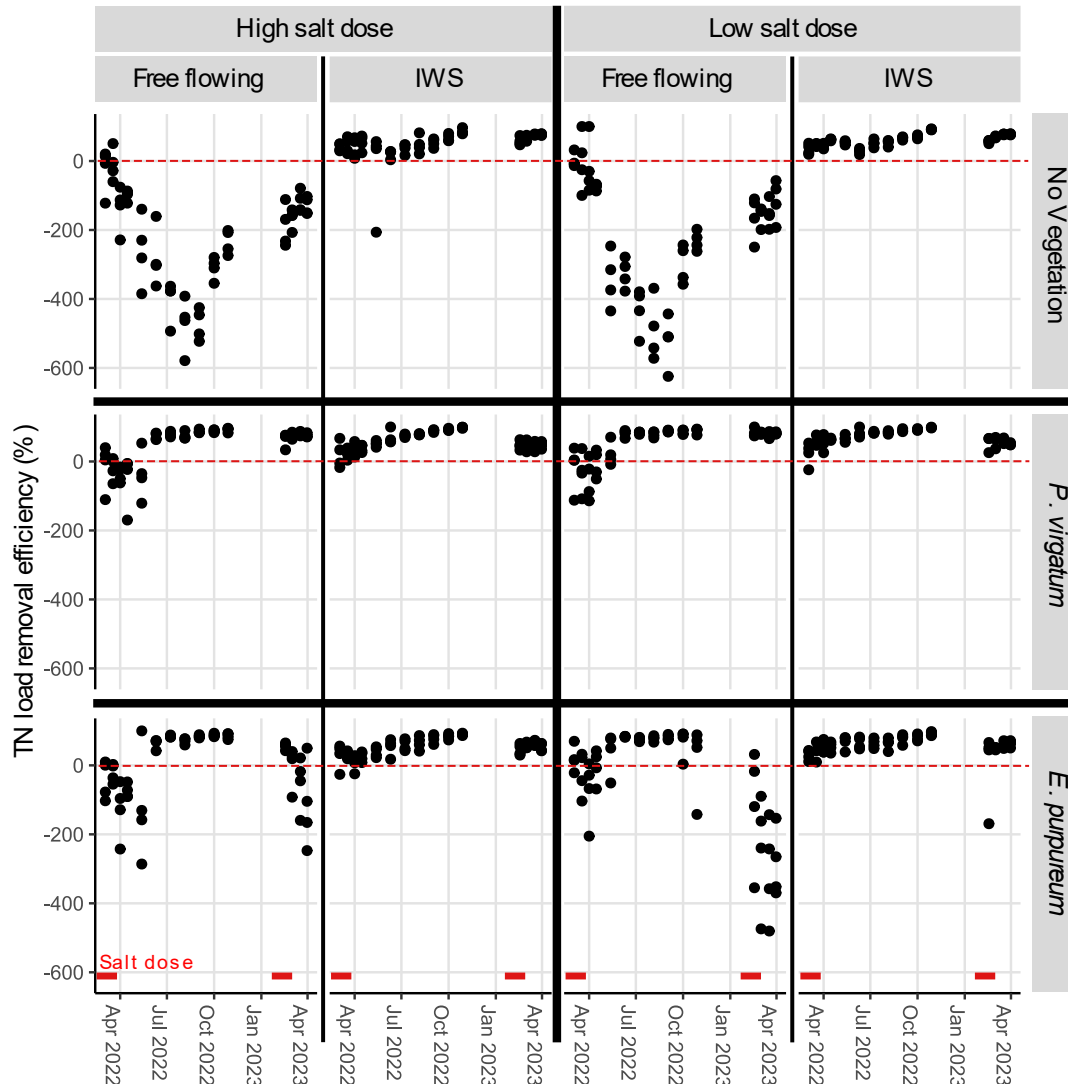 High salt dose
Low salt dose
Free flowing
IWS
Free flowing
IWS
TN load removal efficiency (%)
0
-200
-400
-600
No Vegetation
0
-200
-400
-600
P. virgatum
0
-200
-400
-600
E. purpureum
Salt dose
Apr 2022
Jul 2022
Oct 2022
Jan 2023
Apr 2023
Apr 2022
Jul 2022
Oct 2022
Jan 2023
Apr 2023
Apr 2022
Jul 2022
Oct 2022
Jan 2023
Apr 2023
Apr 2022
Jul 2022
Oct 2022
Jan 2023
Apr 2023